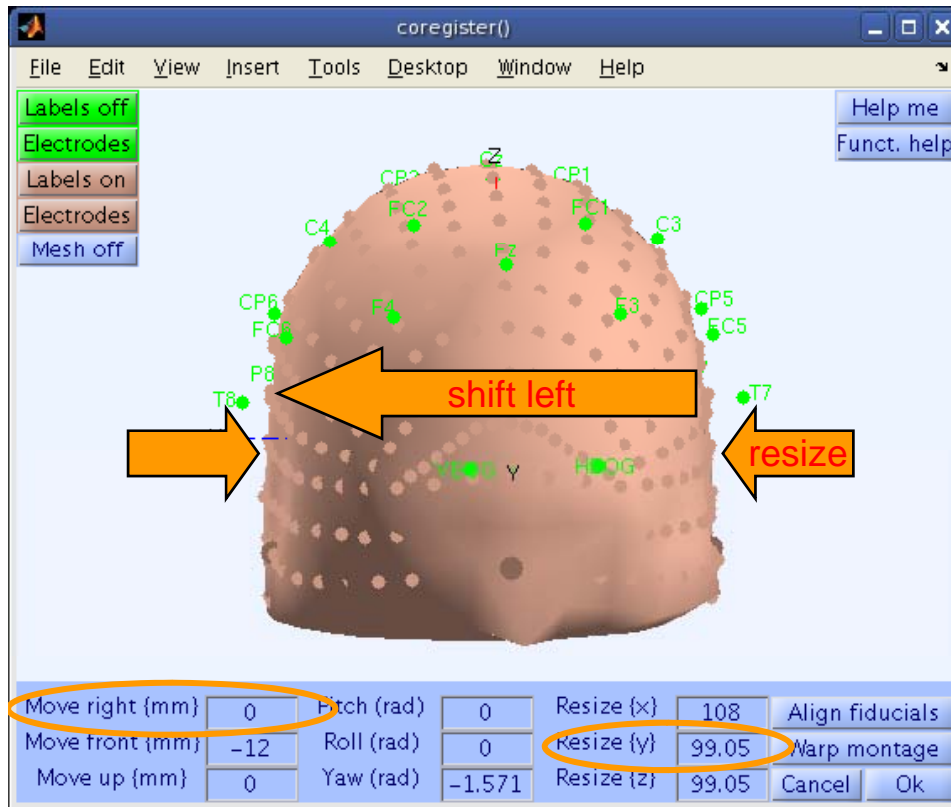 coregister()
File Edit View Insert Tools Desktop Window Help
Labels off
Help me
Electrodes
Funct. help
Labels on
Electrodes
Mesh off
Z
CP1
FC2 FC1
C4 C3
Fz
F4 F3
CP6 CP5
FC5
P8
T8 T7
shift left
resize
Y
Move right {mm} 0 Pitch (rad) 0 Resize {x} 108 Align fiducials
Move front {mm} -12 Roll (rad) 0 Resize {y} 99.05 Warp montage
Move up {mm} 0 Yaw (rad) -1.571 Resize {z} 99.05 Cancel Ok